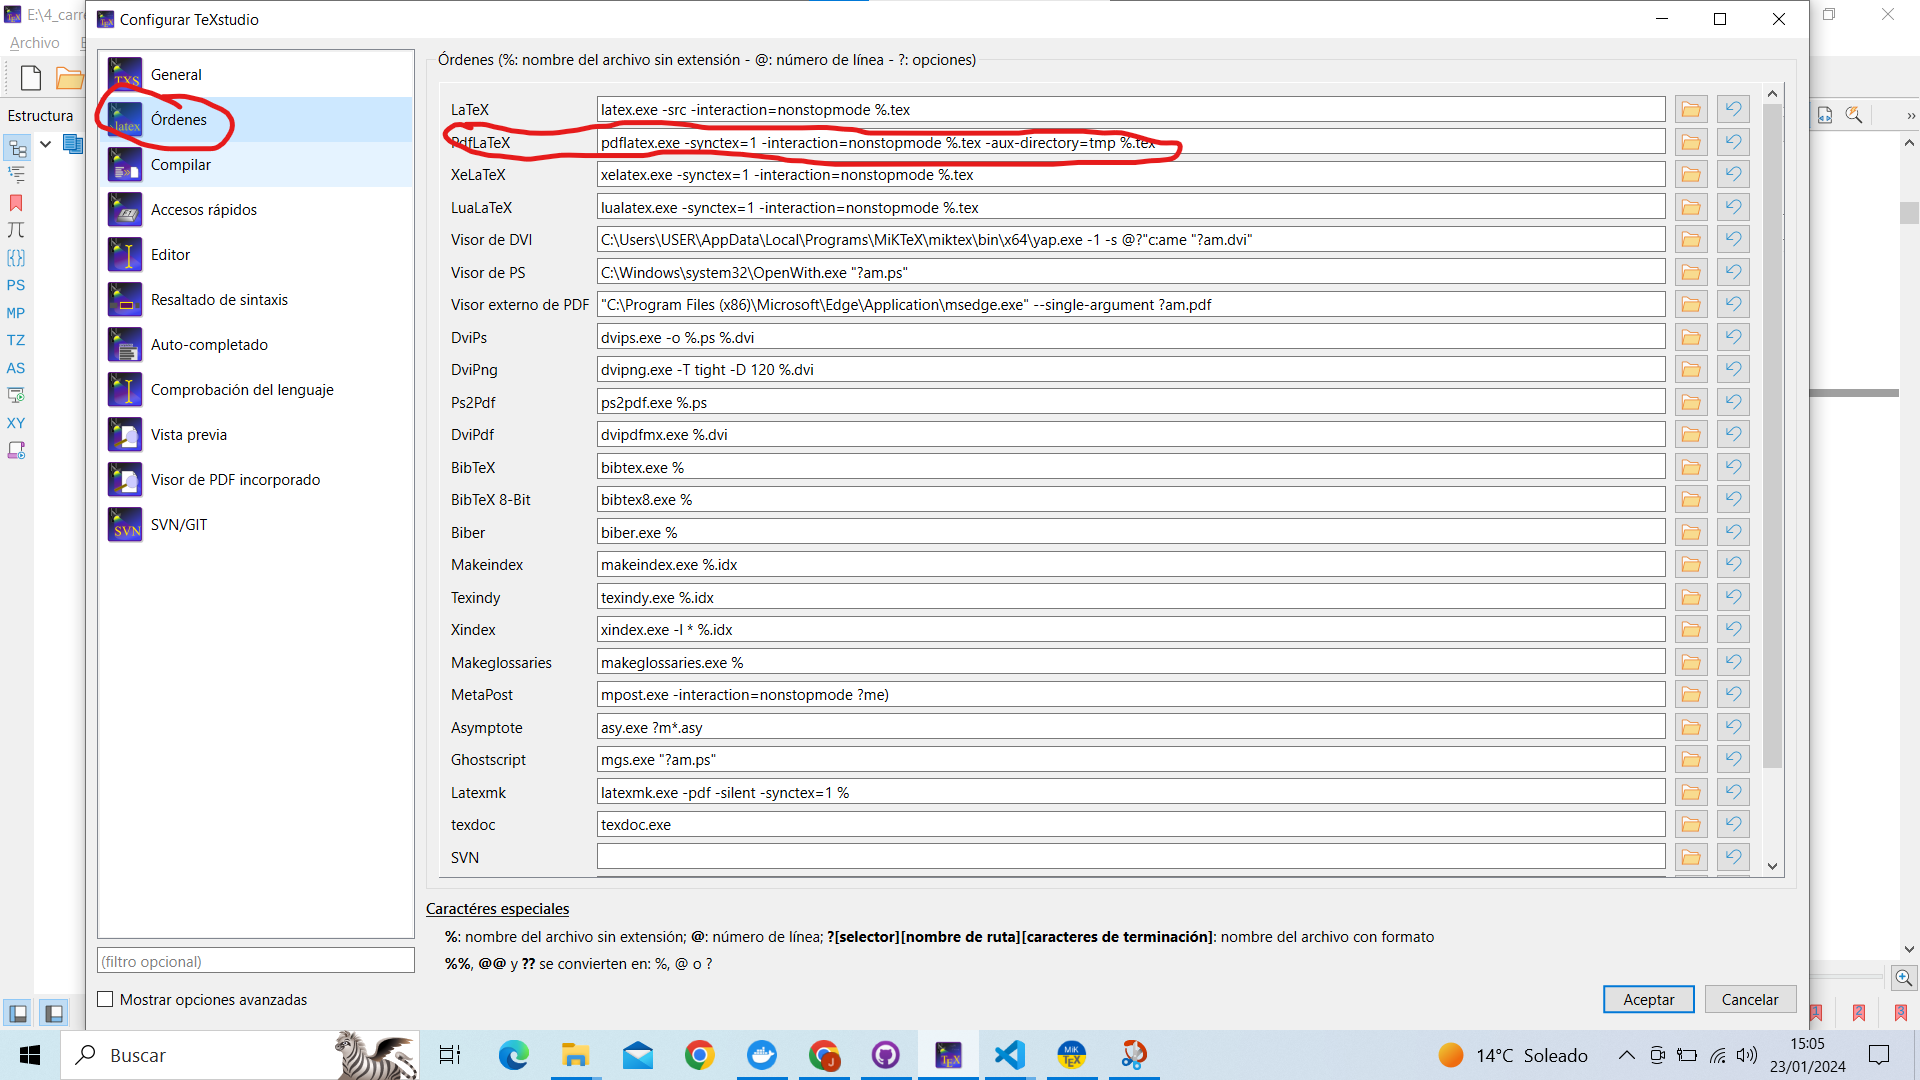 E:\4_carre
Configurar TeXstudio
Archivo
Estructura
PS
MP
TZ
AS
XY
General
Órdenes
Compilar
Accesos rápidos
Editor
Resaltado de sintaxis
Auto-completado
Comprobación del lenguaje
Vista previa
Visor de PDF incorporado
SVN/GIT
(filtro opcional)
Mostrar opciones avanzadas
Órdenes (%: nombre del archivo sin extensión - @: número de línea - ?: opciones)
LaTeX latex.exe -src -interaction=nonstopmode %.tex
PdfLaTeX pdflatex.exe -synctex=1 -interaction=nonstopmode %.tex -aux-directory=tmp %.tex
XeLaTeX xelatex.exe -synctex=1 -interaction=nonstopmode %.tex
LuaLaTeX lualatex.exe -synctex=1 -interaction=nonstopmode %.tex
Visor de DVI C:\Users\USER\AppData\Local\Programs\MiKTeX\miktex\bin\x64\yap.exe -1 -s @?"c:ame "?am.dvi"
Visor de PS C:\Windows\system32\OpenWith.exe "?am.ps"
Visor externo de PDF "C:\Program Files (x86)\Microsoft\Edge\Application\msedge.exe" --single-argument ?am.pdf
DviPs dvips.exe -o %.ps %.dvi
DviPng dvipng.exe -T tight -D 120 %.dvi
Ps2Pdf ps2pdf.exe %.ps
DviPdf dvipdfmx.exe %.dvi
BibTeX bibtex.exe %
BibTeX 8-Bit bibtex8.exe %
Biber biber.exe %
Makeindex makeindex.exe %.idx
Texindy texindy.exe %.idx
Xindex xindex.exe -l * %.idx
Makeglossaries makeglossaries.exe %
MetaPost mpost.exe -interaction=nonstopmode ?me)
Asymptote asy.exe ?m*.asy
Ghostscript mgs.exe "?am.ps"
Latexmk latexmk.exe -pdf -silent -synctex=1 %
texdoc texdoc.exe
SVN
Caractéres especiales
%: nombre del archivo sin extensión; @: número de línea; ?[selector][nombre de ruta][caracteres de terminación]: nombre del archivo con formato
%%, @@ y ?? se convierten en: %, @ o ?
Aceptar Cancelar
1 2 3
Buscar
14°C Soleado
15:05
23/01/2024